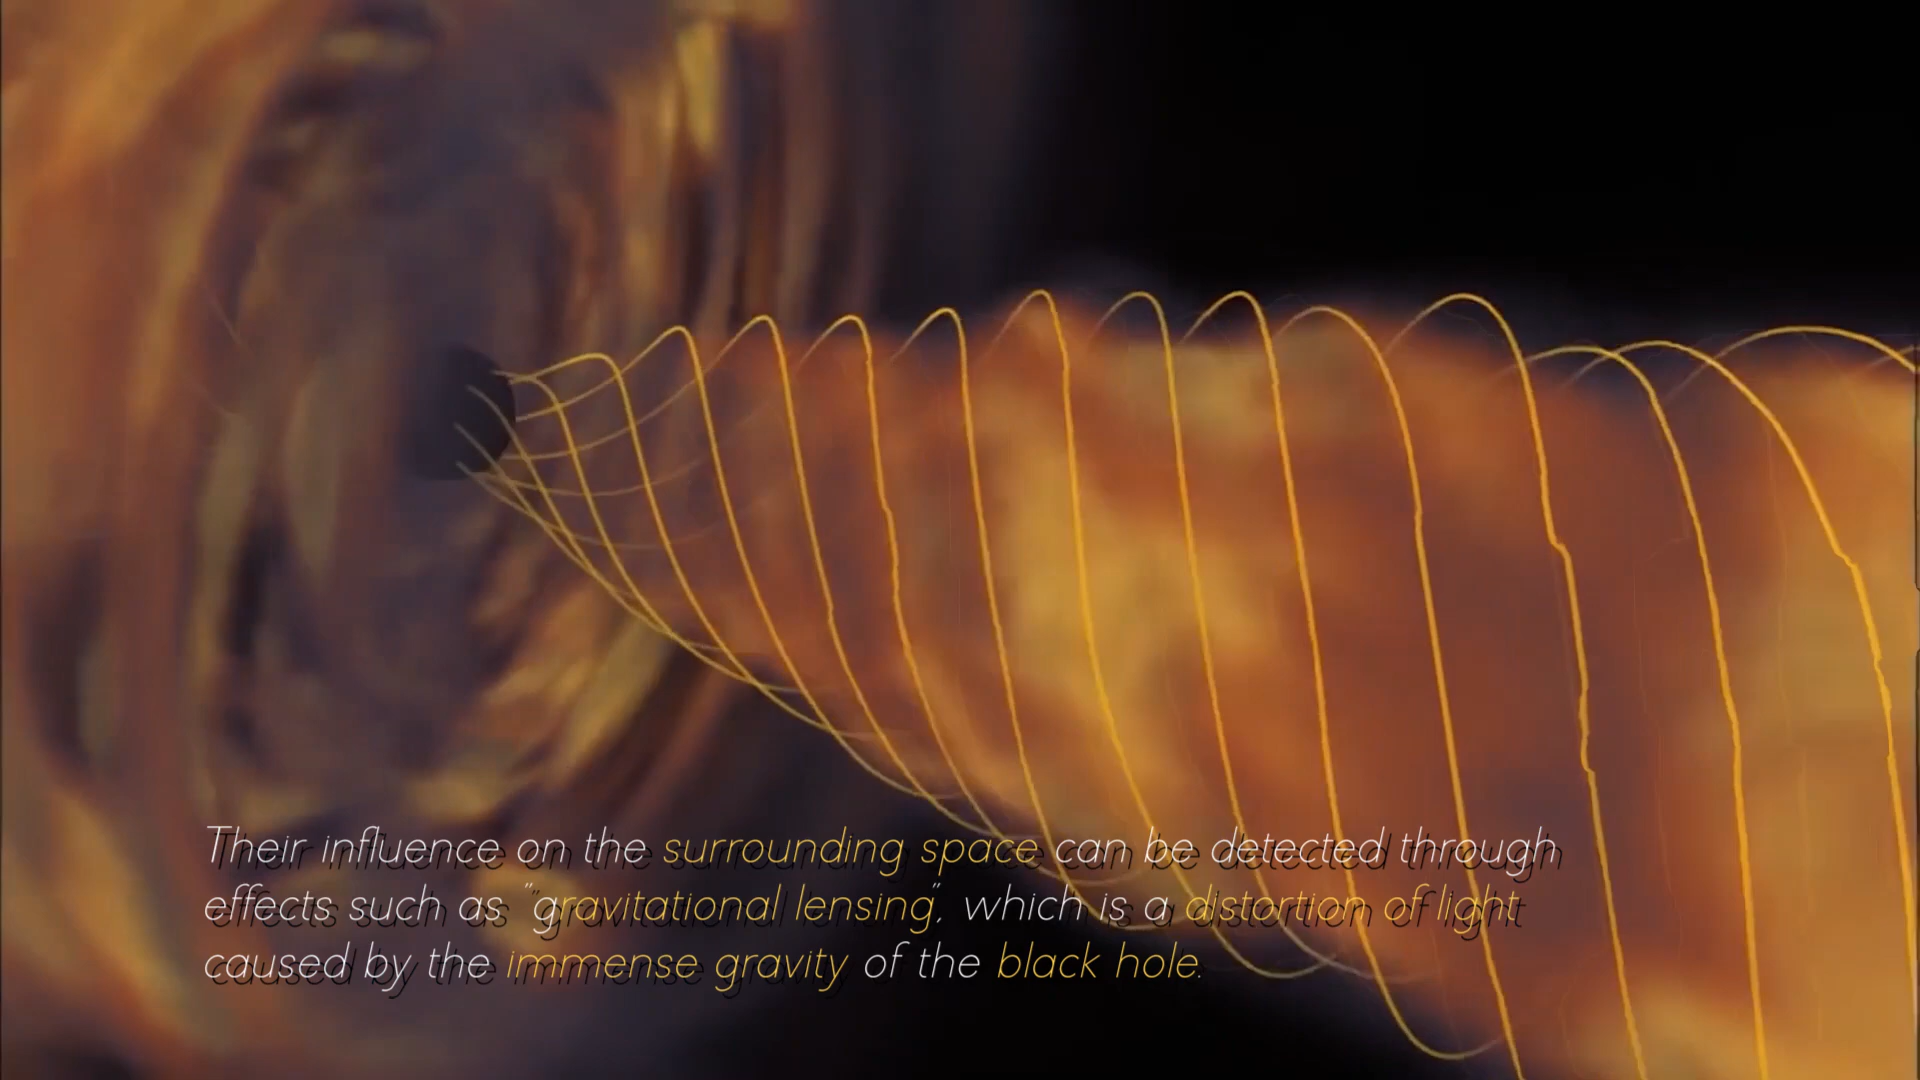 Their influence on the surrounding space can be detected through
effects such as "gravitational lensing", which is a distortion of light
caused by the immense gravity of the black hole.